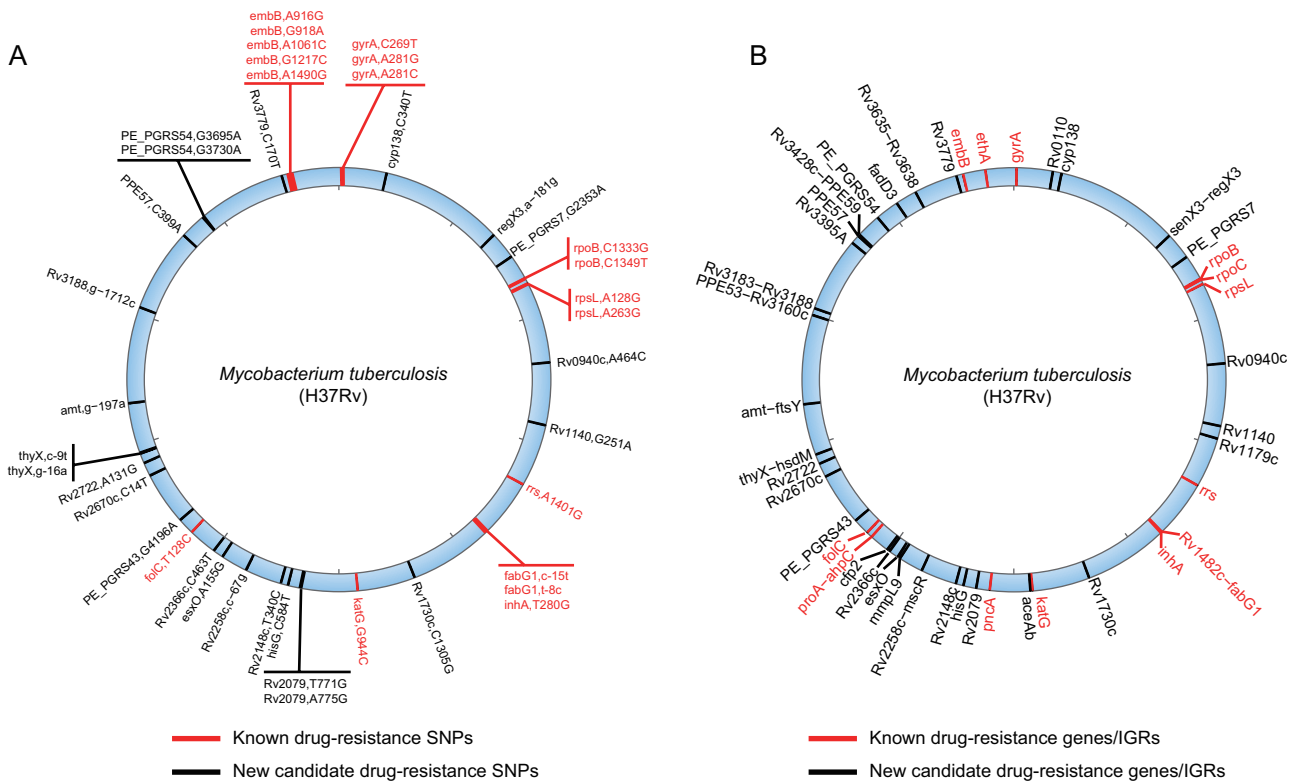 A
embB,A916G
embB,G918A
embB,A1061C
embB,G1217C
embB,A1490G
gyrA,C269T
gyrA,A281G
gyrA,A281C
Rv3779,C170T
cyp138,C340T
PE_PGRS54,G3695A
PE_PGRS54,G3730A
PPE57,C399A
regX3,a-181g
PE_PGRS7,G2353A
rpoB,C1333G
rpoB,C1349T
rpsL,A128G
rpsL,A263G
Rv3188,g-1712c
Rv0940c,A464C
Mycobacterium tuberculosis
(H37Rv)
amt,g-197a
Rv1140,G251A
thyX,c-9t
thyX,g-16a
Rv2722,A131G
Rv2670c,C14T
rrs,A1401G
PE_PGRS43,G4196A
folC,T128C
Rv2366c,C463T
esxO,A155G
Rv2258c,c-67g
Rv2148c,T340C
hisG,C584T
Rv2079,T771G
Rv2079,A775G
katG,G944C
Rv1730c,C1305G
fabG1,c-15t
fabG1,t-8c
inhA,T280G
Known drug-resistance SNPs
New candidate drug-resistance SNPs
B
Rv3635-Rv3638
Rv3779
embB
ethA
gyrA
Rv0110
cyp138
fadD3
PE_PGRS54
Rv3428c-PPE59
PPE57
Rv3395A
senX3-regX3
PE_PGRS7
rpoB
rpoC
rpsL
Rv3183-Rv3188
PPE53-Rv3160c
Rv0940c
Mycobacterium tuberculosis
(H37Rv)
amt-ftsY
Rv1140
Rv1179c
thyX-hsdM
Rv2722
Rv2670c
rrs
PE_PGRS43
folC
proA-ahpC
cfp2
Rv2366c
esxO
mmpL9
Rv2258c-mscR
Rv2148c
hisG
Rv2079
pncA
aceAb
katG
Rv1730c
inhA
Rv1482c-fabG1
Known drug-resistance genes/IGRs
New candidate drug-resistance genes/IGRs